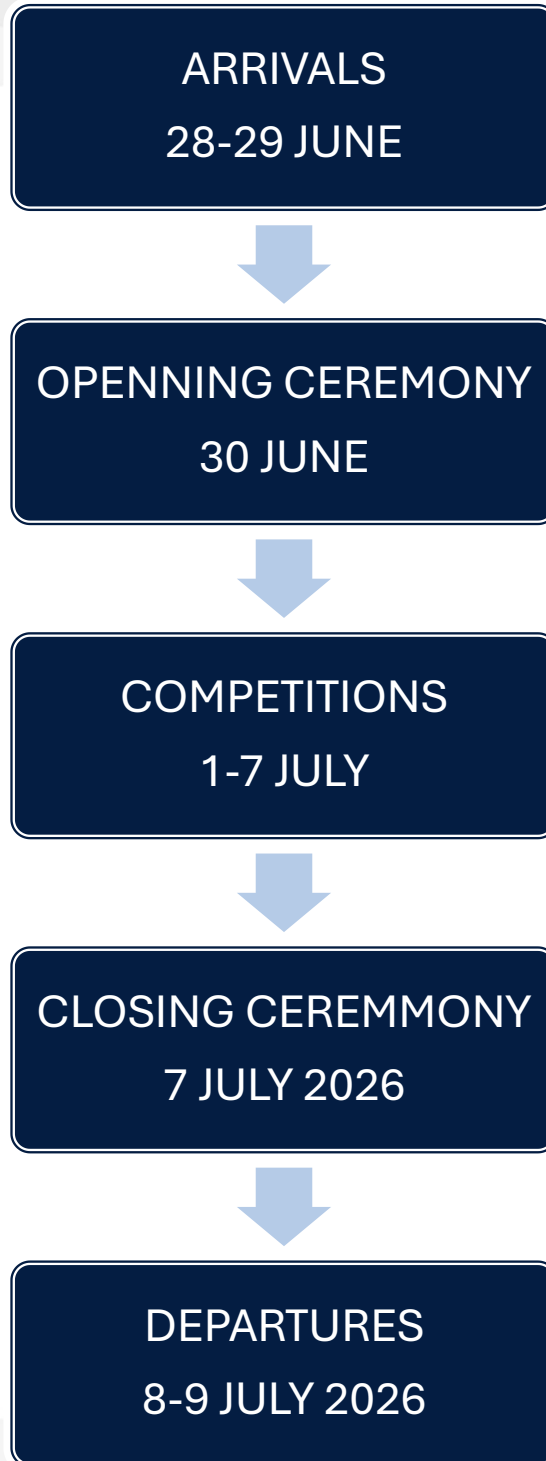 ARRIVALS
28-29 JUNE
OPENNING CEREMONY
30 JUNE
COMPETITIONS
1-7 JULY
CLOSING CEREMMONY
7 JULY 2026
DEPARTURES
8-9 JULY 2026